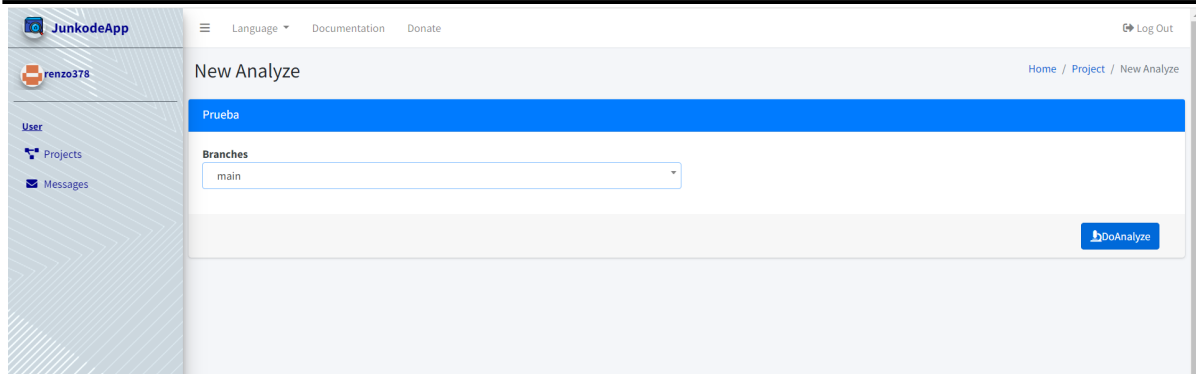 JunkodeApp
Language Documentation Donate Log Out
renzo378
New Analyze
Home / Project / New Analyze
User
Projects
Messages
Prueba
Branches
main
DoAnalyze